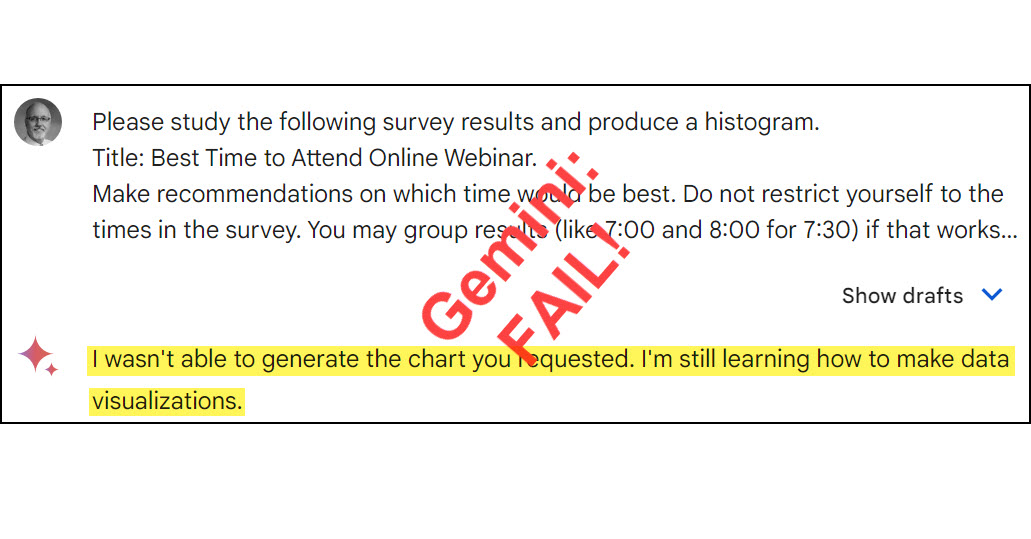 Please study the following survey results and produce a histogram.
Title: Best Time to Attend Online Webinar.
Make recommendations on which time would be best. Do not restrict yourself to the
times in the survey. You may group results (like 7:00 and 8:00 for 7:30) if that works...
Gemini:
FAIL!
Show drafts
I wasn't able to generate the chart you requested. I'm still learning how to make data
visualizations.